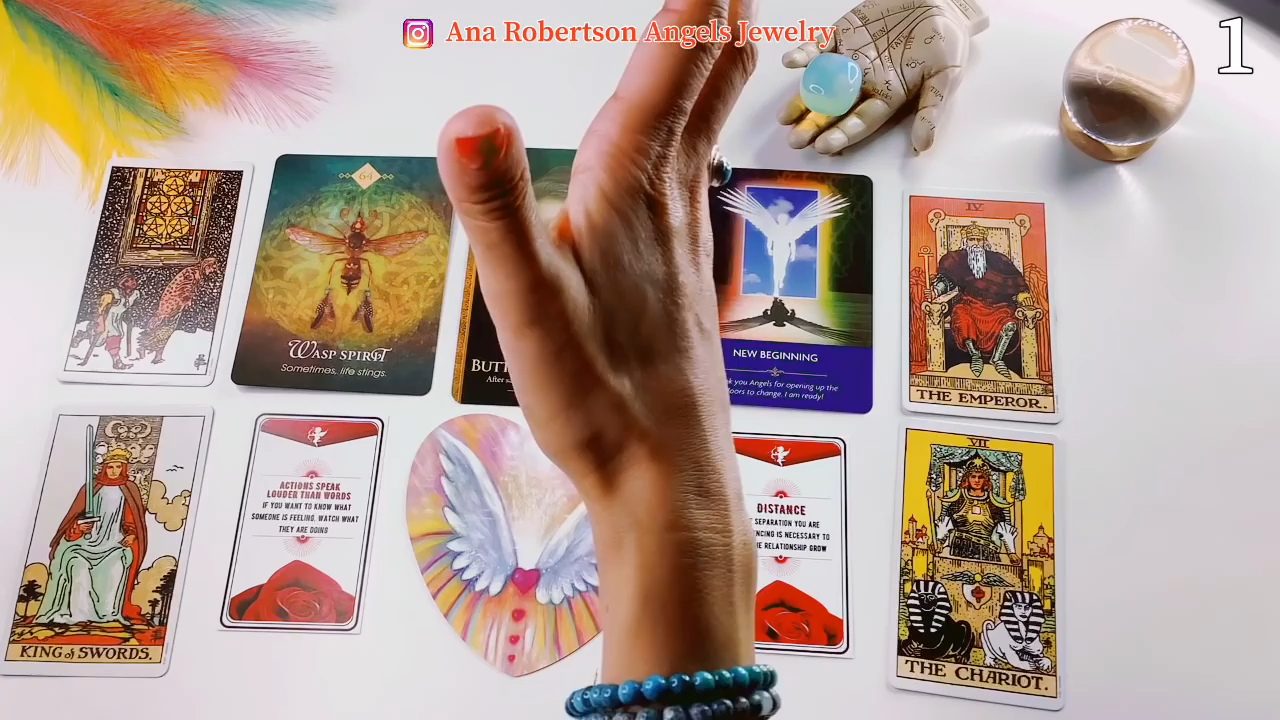 Ana Robertson Angels Jewelry
1
64
WASP SPIRIT
Sometimes, life stings.
NEW BEGINNING
you Angels for opening up the
to change. I am ready!
IV
THE EMPEROR.
KING of SWORDS.
ACTIONS SPEAK
LOUDER THAN WORDS
IF YOU WANT TO KNOW WHAT
SOMEONE IS FEELING, WATCH WHAT
THEY ARE DOING
DISTANCE
SEPARATION YOU ARE
IS NECESSARY TO
RELATIONSHIP GROW
VII
THE CHARIOT.